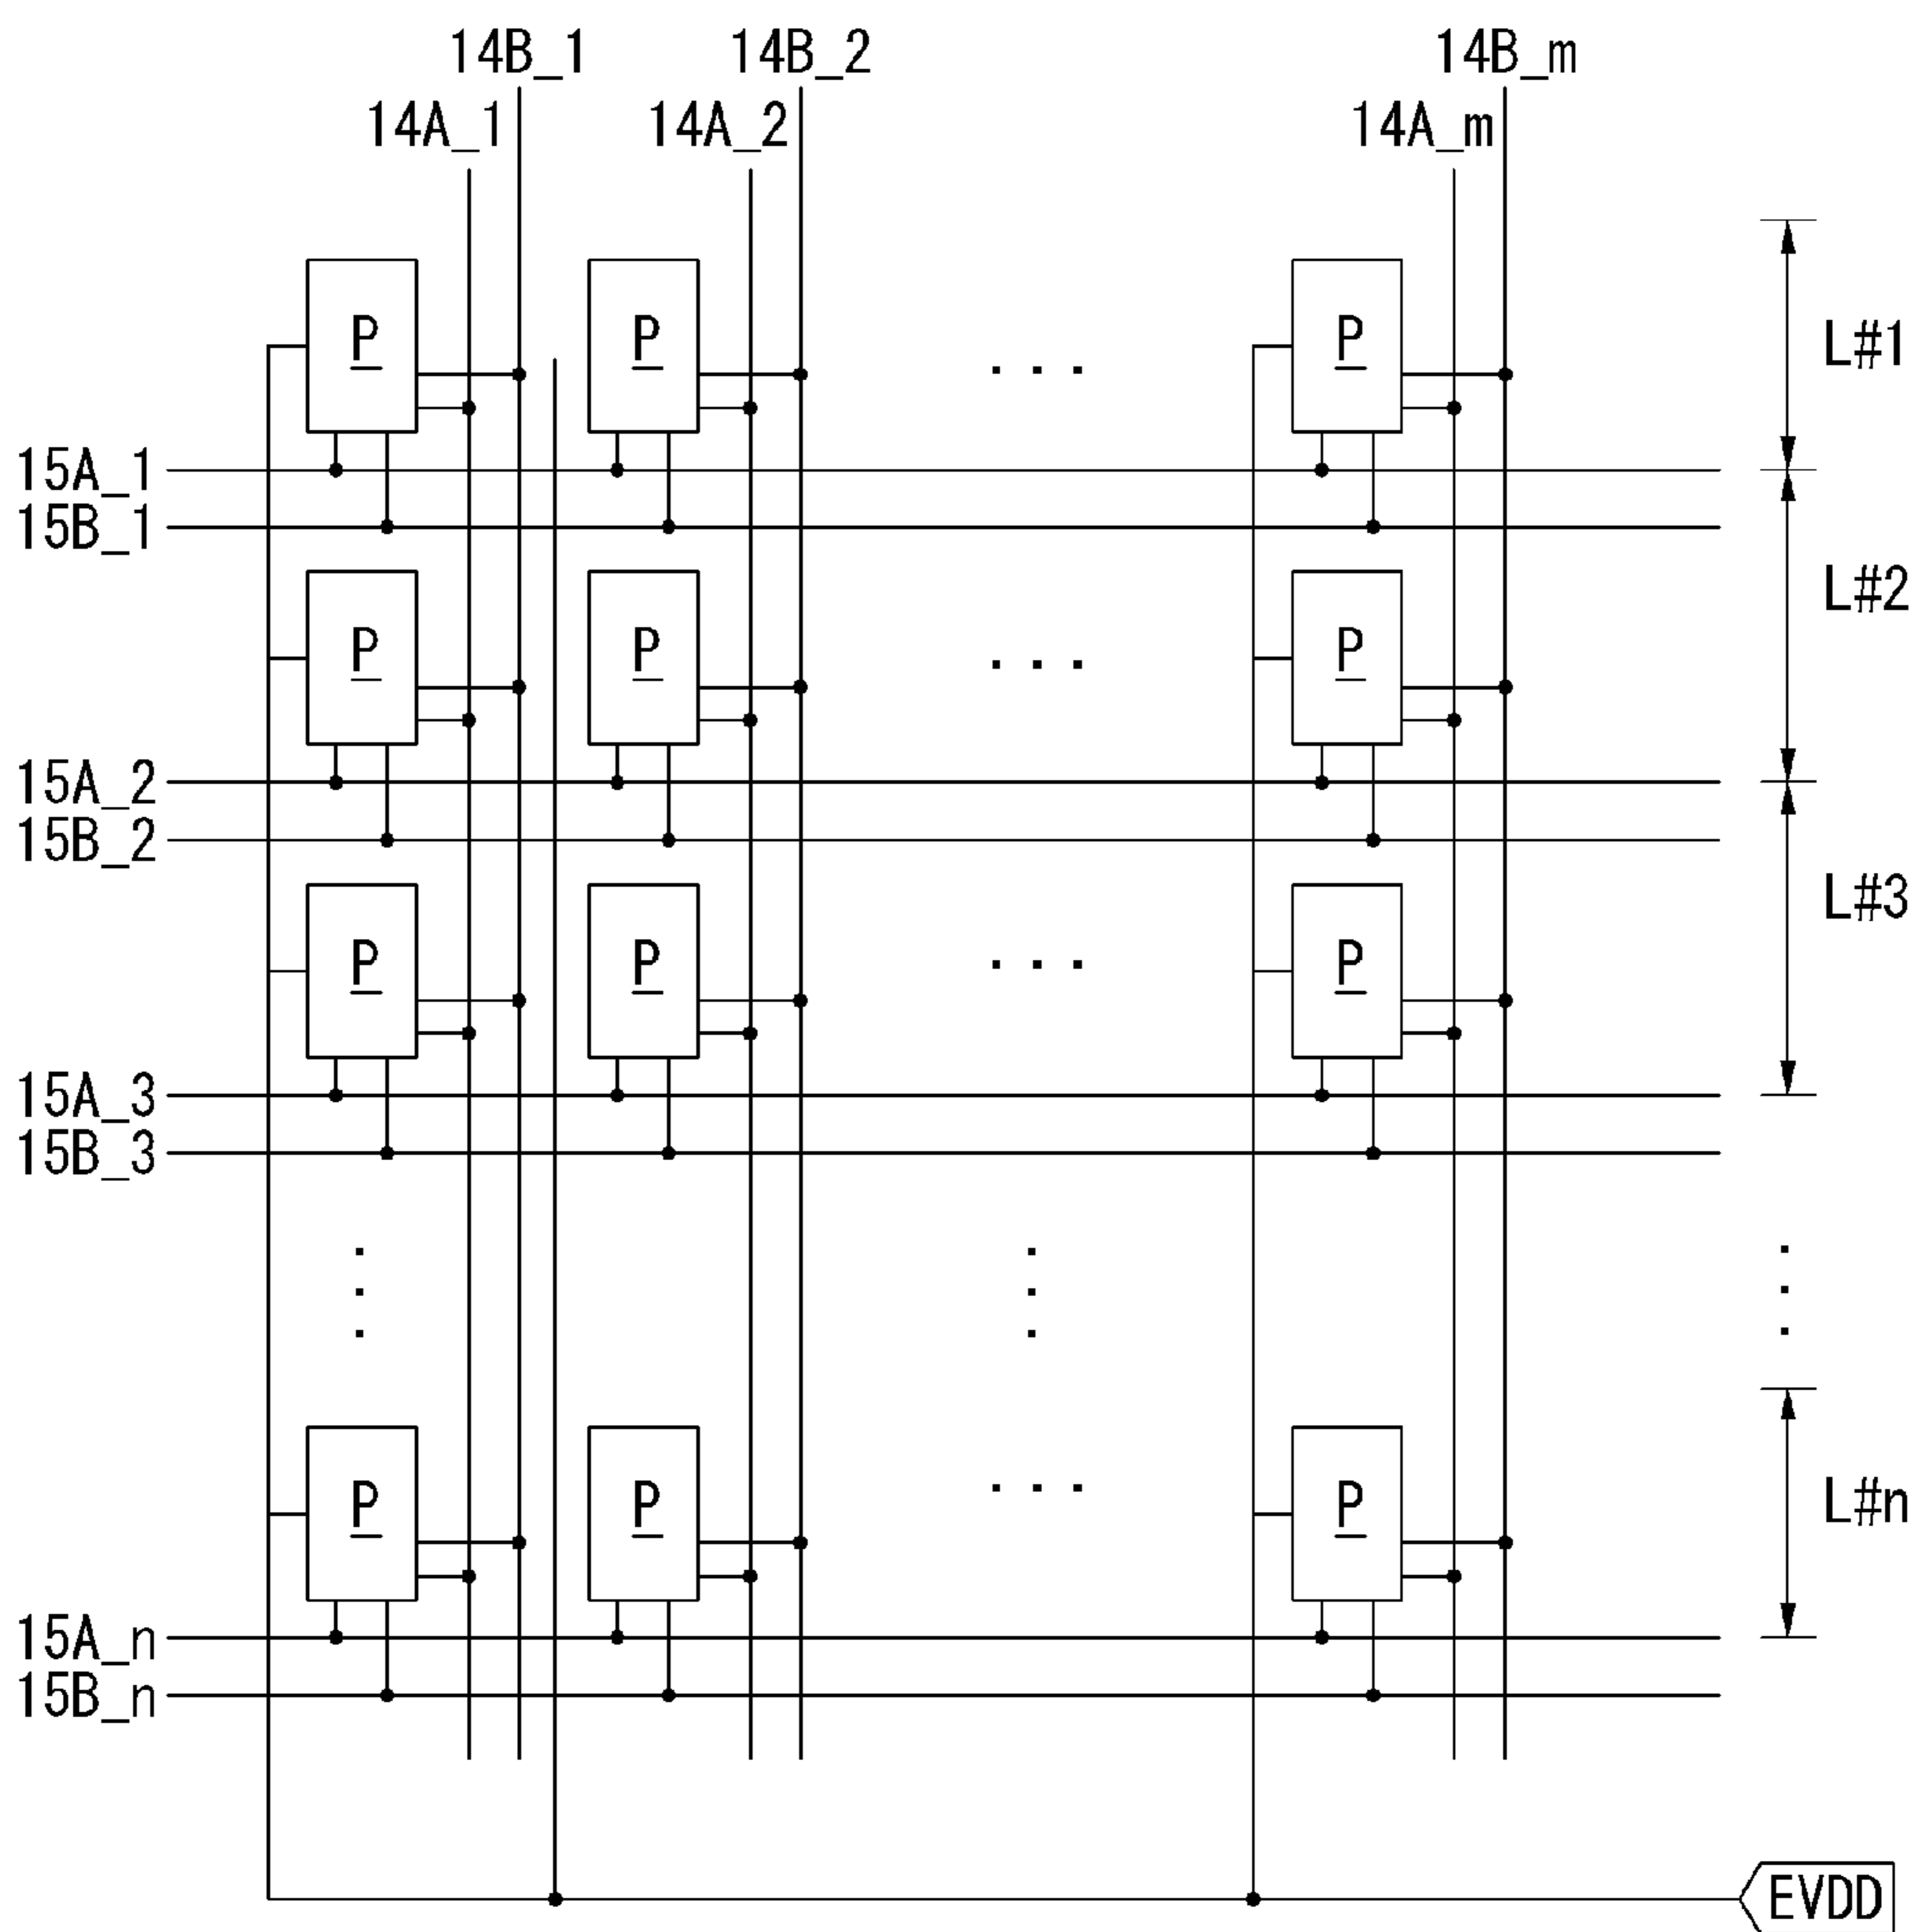 14B_1 14B_2 14B_m
14A_1 14A_2 14A_m
P P ... P L#1
15A_1
15B_1
P P ... P L#2
15A_2
15B_2
P P ... P L#3
15A_3
15B_3
P P ... P L#n
15A_n
15B_n
EVDD